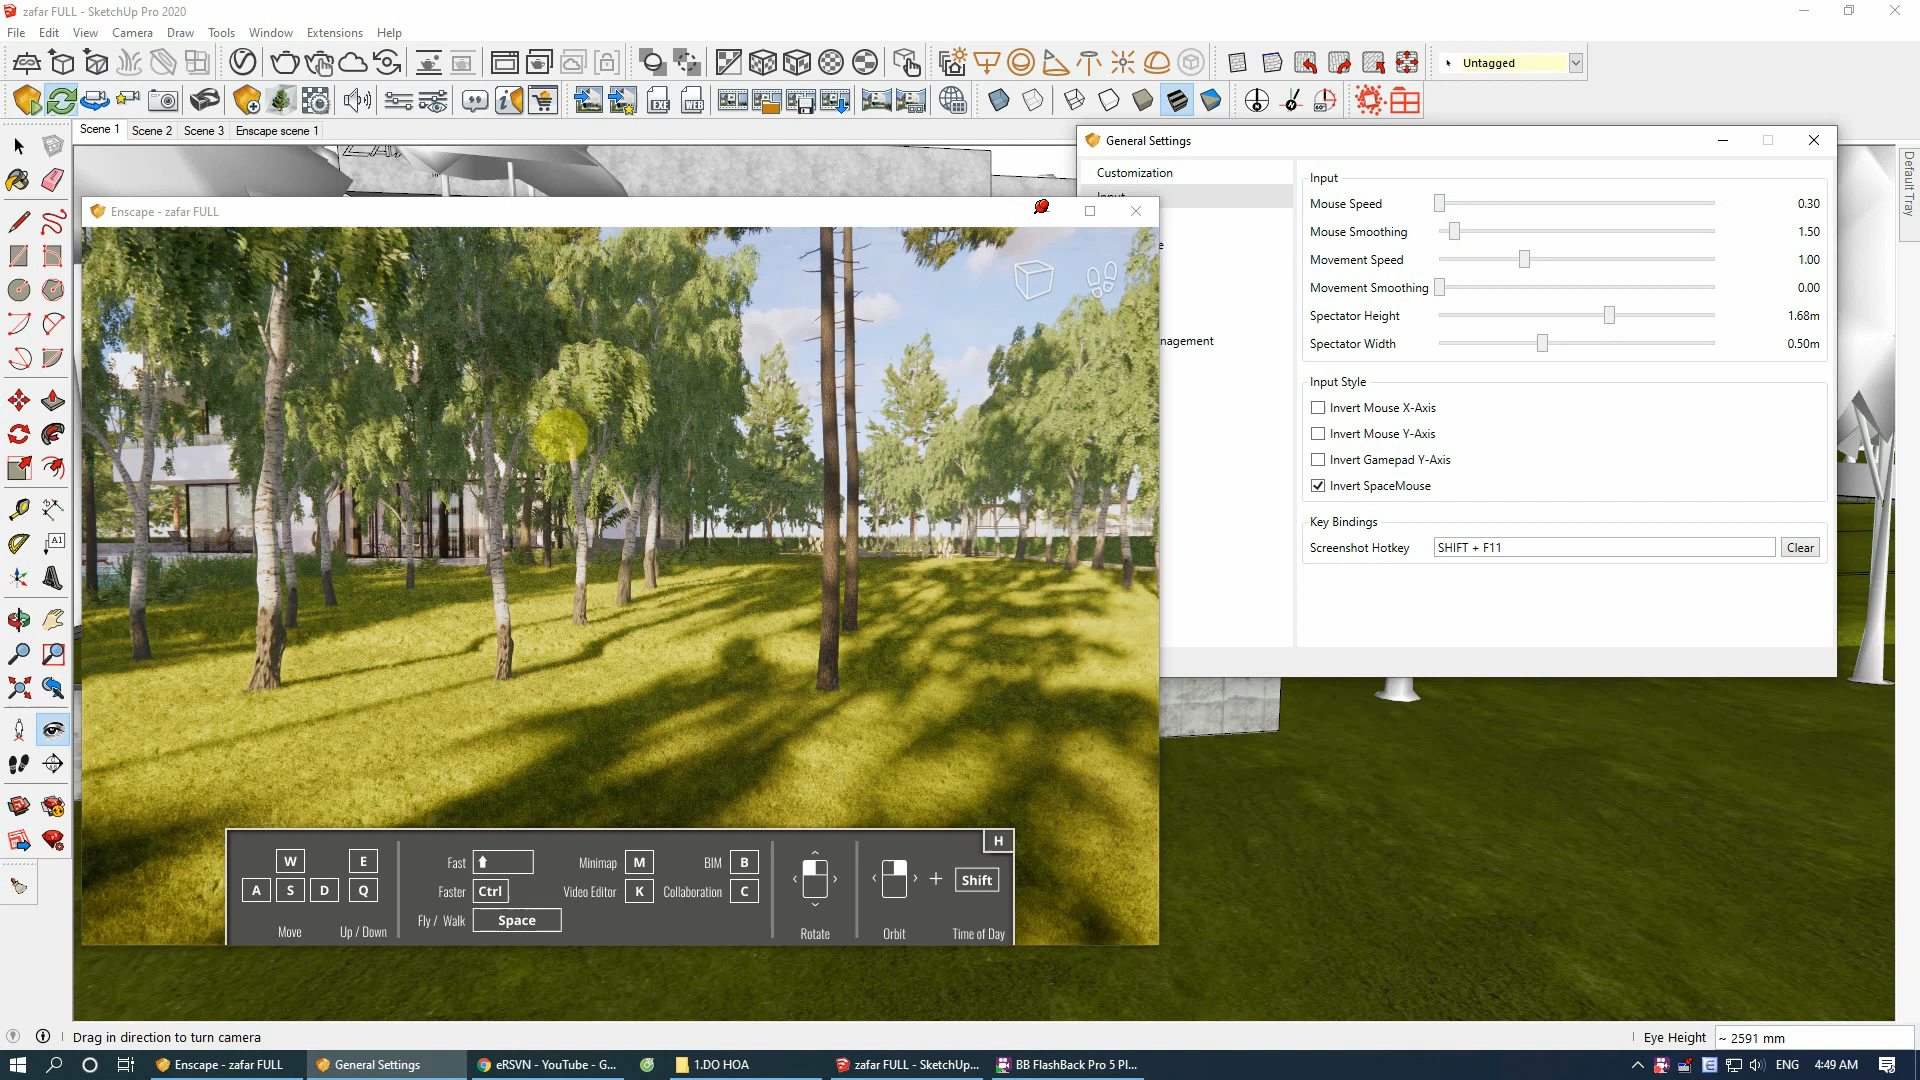 zafar FULL - SketchUp Pro 2020
File Edit View Camera Draw Tools Window Extensions Help
Untagged
EXE
WEB
Scene 1 Scene 2 Scene 3 Enscape scene 1
Default Tray
General Settings
Customization
Enscape - zafar FULL
nagement
Input
Mouse Speed 0.30
Mouse Smoothing 1.50
Movement Speed 1.00
Movement Smoothing 0.00
Spectator Height 1.68m
Spectator Width 0.50m
Input Style
Invert Mouse X-Axis
Invert Mouse Y-Axis
Invert Gamepad Y-Axis
Invert SpaceMouse
Key Bindings
Screenshot Hotkey SHIFT + F11 Clear
A1
H
W E
A S D Q
Move Up / Down
Fast
Faster Ctrl
Fly / Walk Space
Minimap M
Video Editor K
BIM B
Collaboration C
Rotate
Orbit
+ Shift
Time of Day
Drag in direction to turn camera
Eye Height ~ 2591 mm
Enscape - zafar FULL
General Settings
eRSVN - YouTube - G...
1.DO HOA
zafar FULL - SketchUp...
BB FlashBack Pro 5 Pl...
ENG
4:49 AM